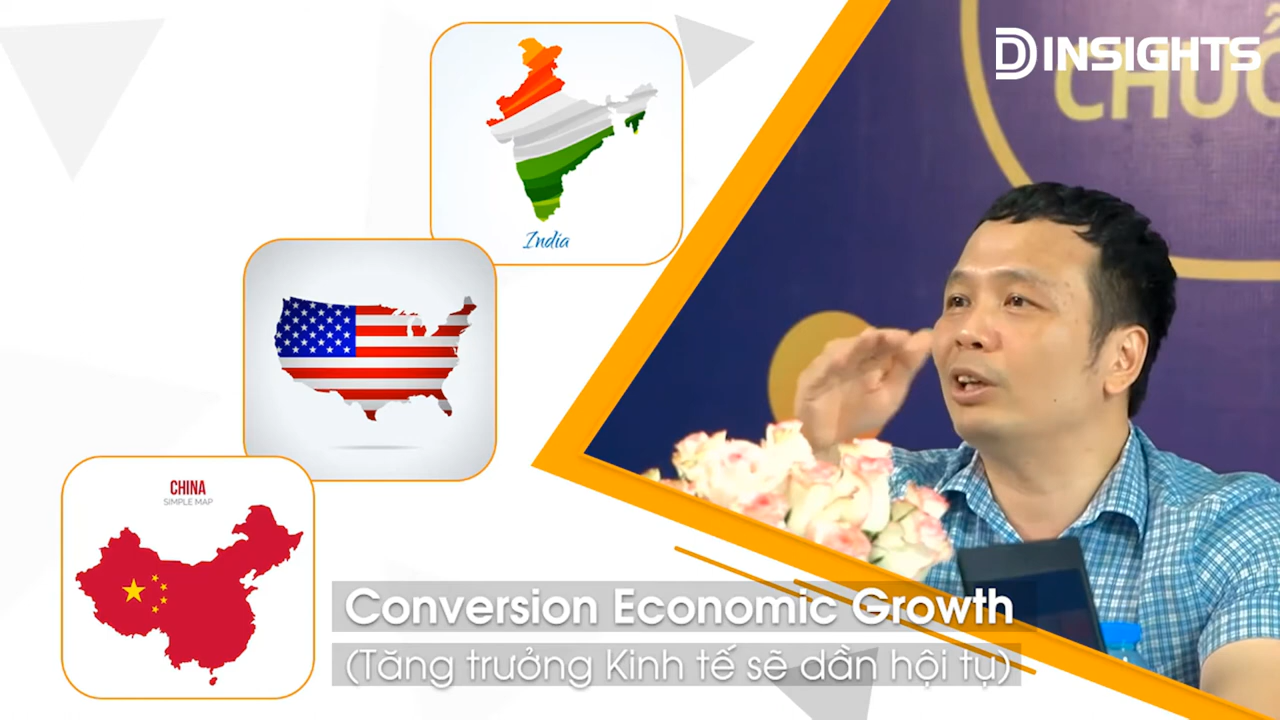 INSIGHTS
India
CHINA
SIMPLE MAP
Conversion Economic Growth
(Tăng trưởng Kinh tế sẽ dần hội tụ)